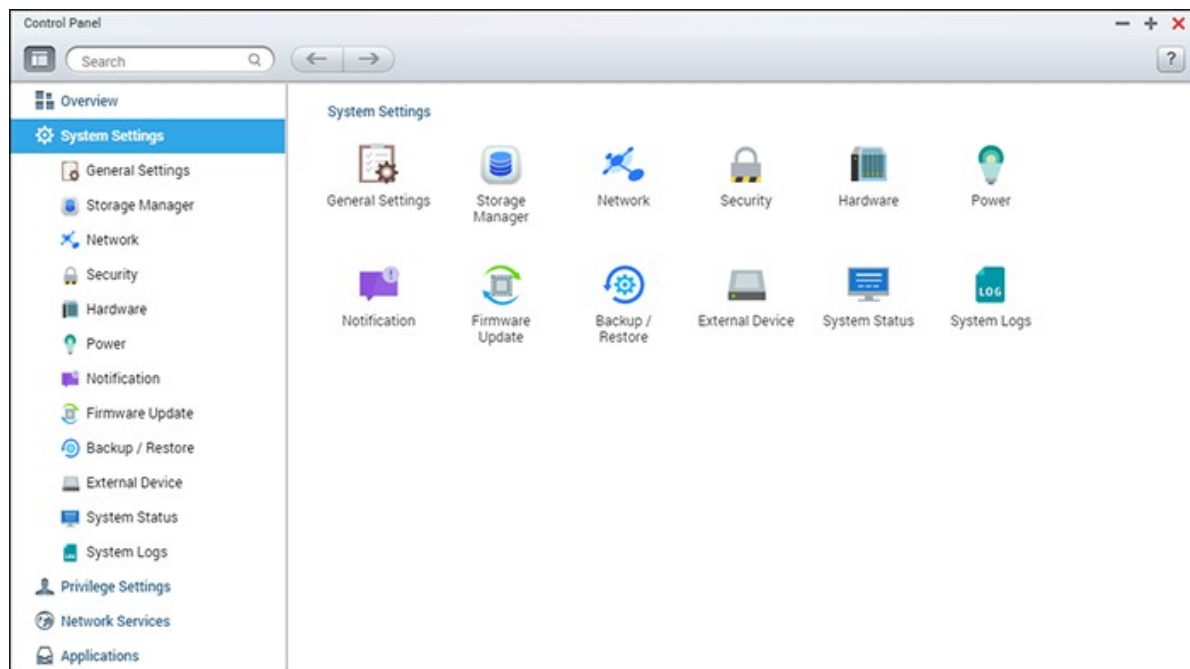 Control Panel
Search
?
Overview
System Settings
General Settings
Storage Manager
Network
Security
Hardware
Power
Notification
Firmware Update
Backup / Restore
External Device
System Status
System Logs
Privilege Settings
Network Services
Applications
System Settings
General Settings
Storage
Manager
Network
Security
Hardware
Power
Notification
Firmware
Update
Backup /
Restore
External Device
System Status
LOG
System Logs